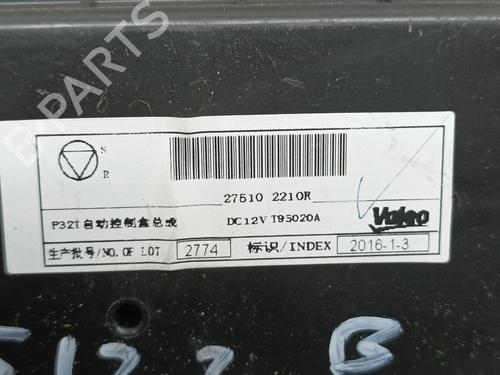 S
R
27510 2210R
P32T自动控制盒总成 DC12V T95020A
Valeo
生产批号/NO.OF LOT 2774 标识/INDEX 2016-1-3
B PARTS
B